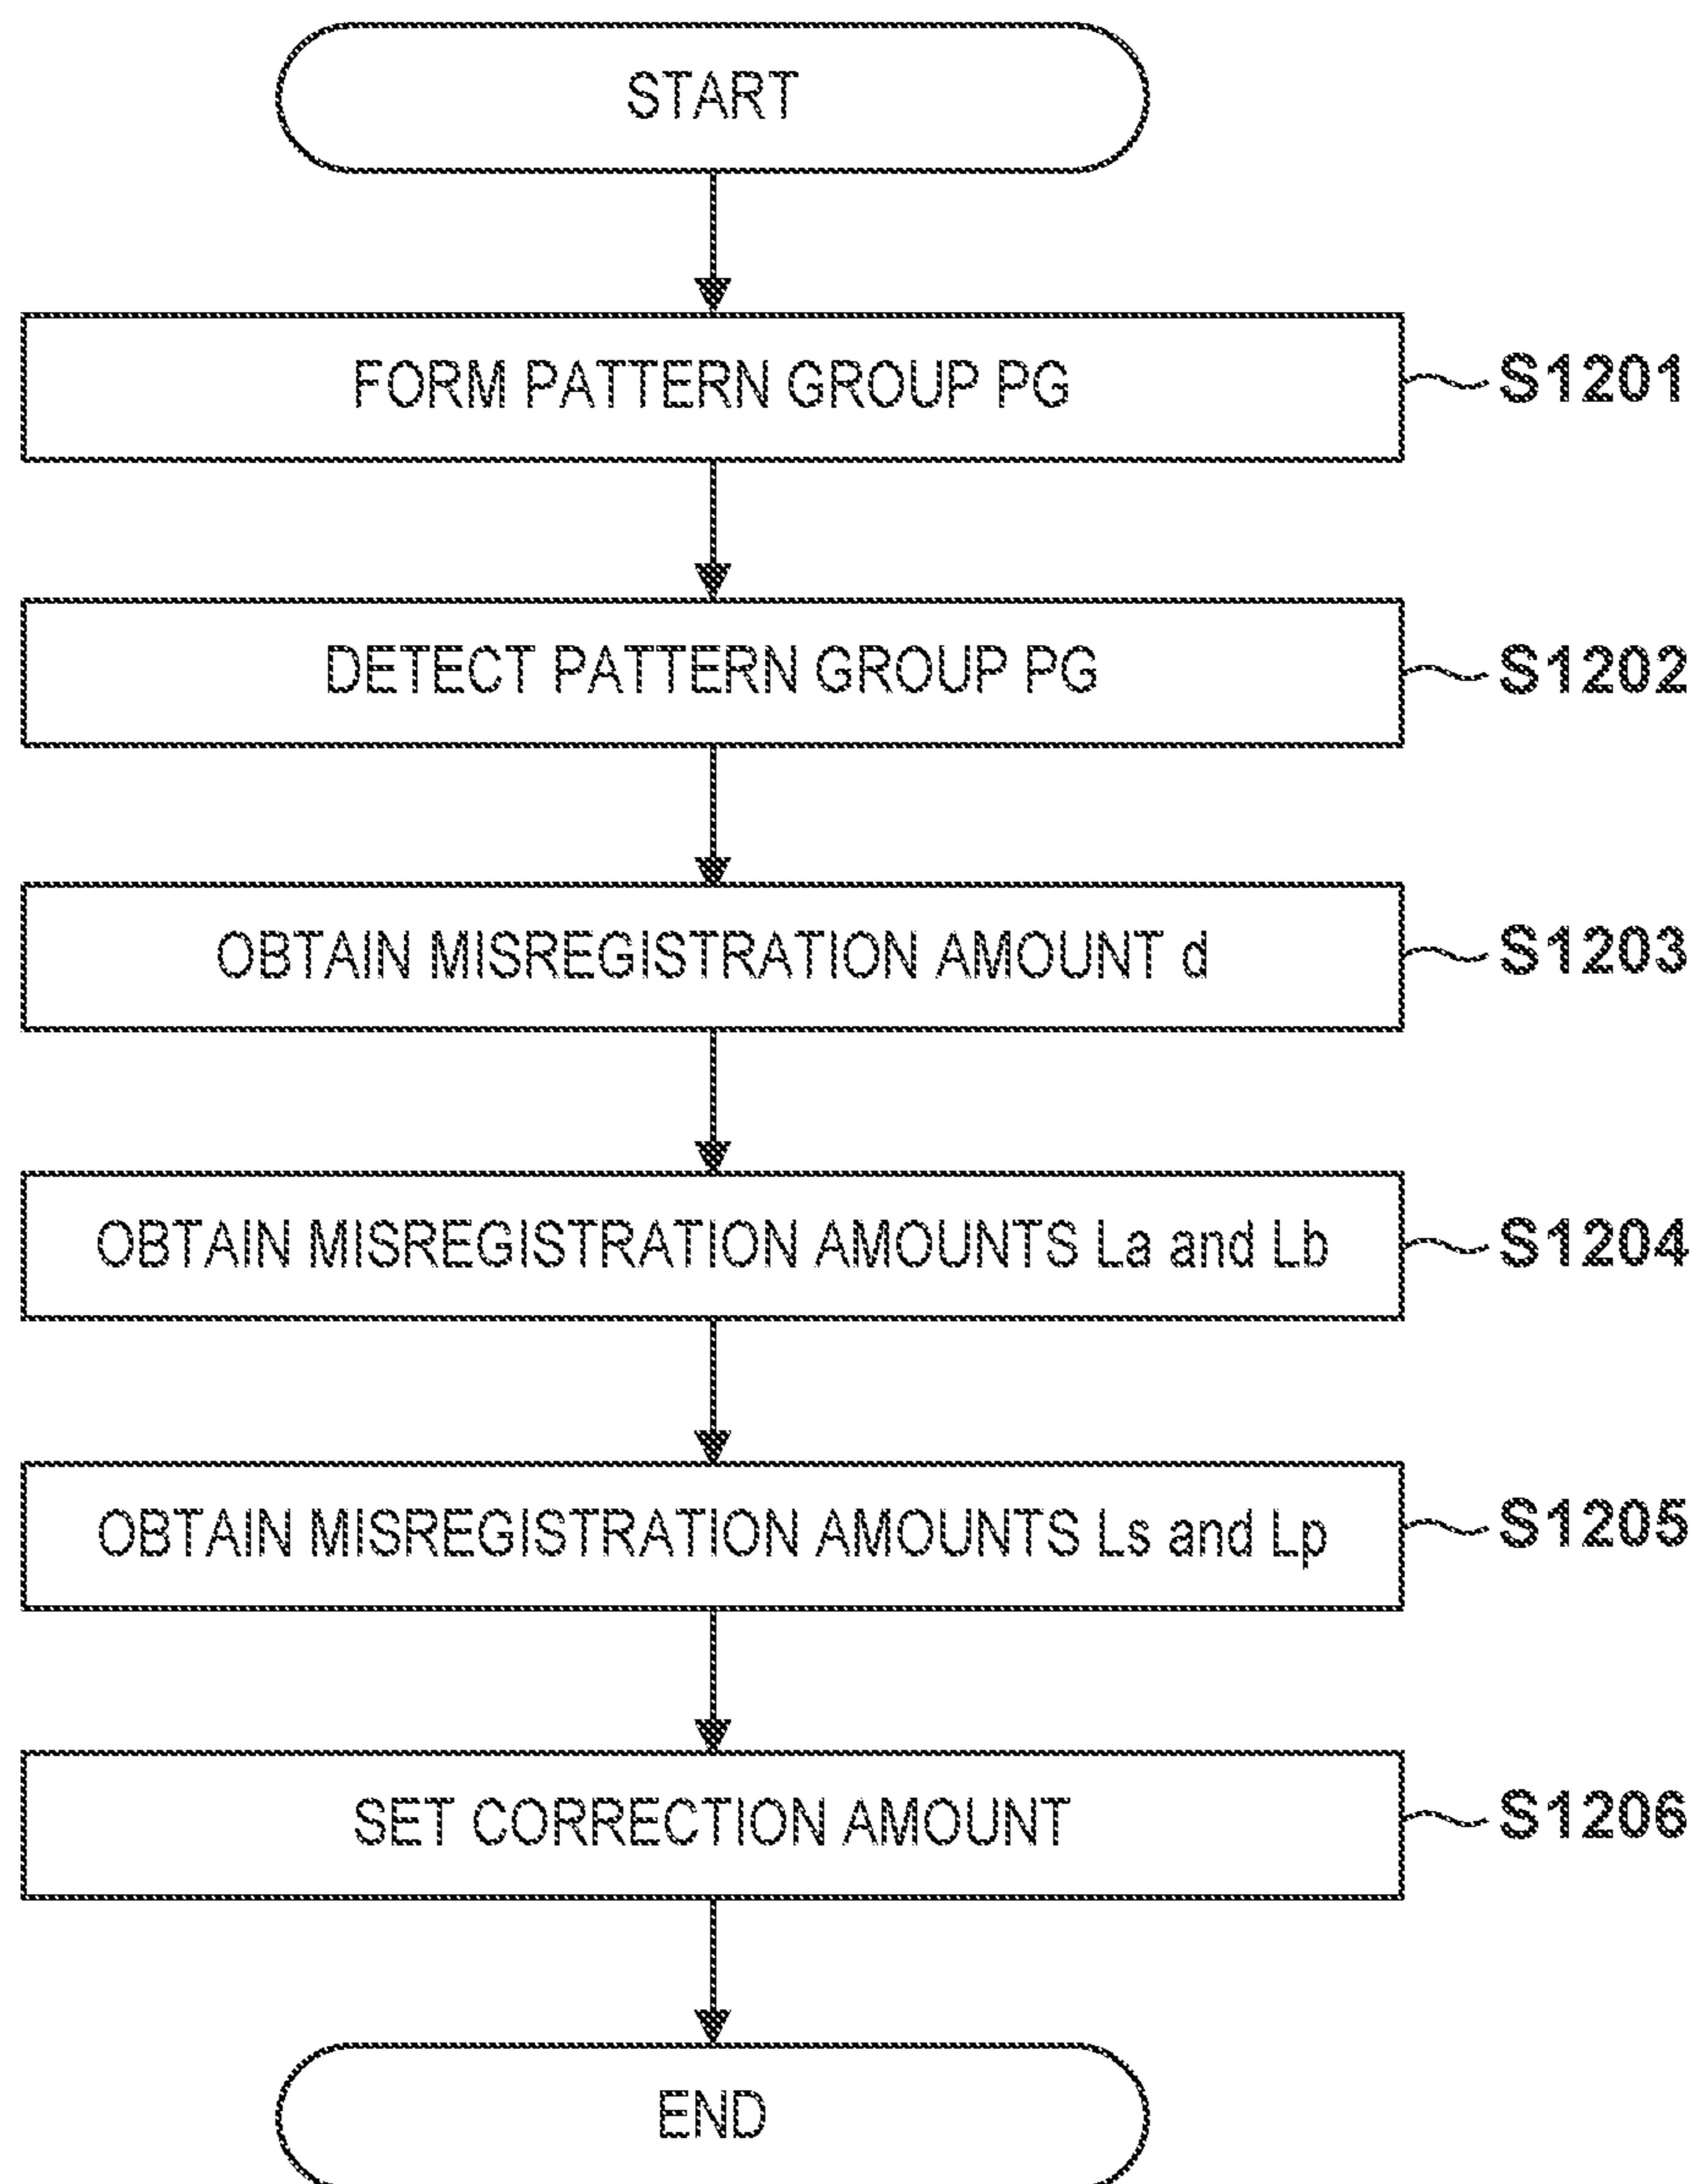 START
FORM PATTERN GROUP PG
S1201
DETECT PATTERN GROUP PG
S1202
OBTAIN MISREGISTRATION AMOUNT d
S1203
OBTAIN MISREGISTRATION AMOUNTS La and Lb
S1204
OBTAIN MISREGISTRATION AMOUNTS Ls and Lp
S1205
SET CORRECTION AMOUNT
S1206
END